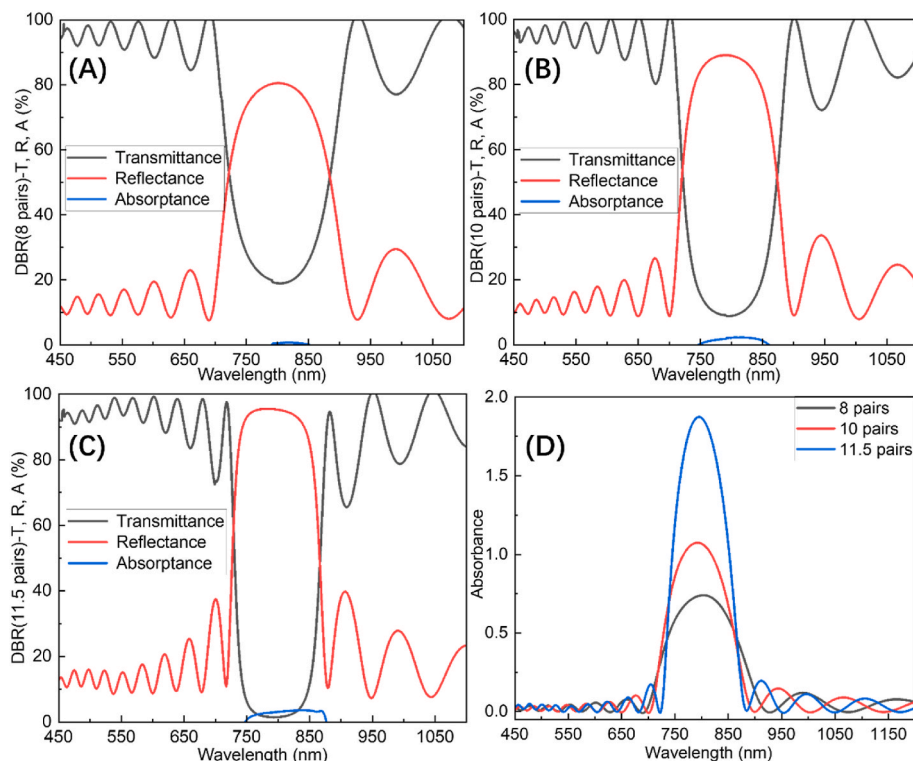 (A)
DBR(8 pairs)-T, R, A (%)
100
80
60
40
20
0
Transmittance
Reflectance
Absorptance
450 550 650 750 850 950 1050
Wavelength (nm)
(B)
DBR(10 pairs)-T, R, A (%)
100
80
60
40
20
0
Transmittance
Reflectance
Absorptance
450 550 650 750 850 950 1050
Wavelength (nm)
(C)
DBR(11.5 pairs)-T, R, A (%)
100
80
60
40
20
0
Transmittance
Reflectance
Absorptance
450 550 650 750 850 950 1050
Wavelength (nm)
(D)
Absorbance
2.0
1.5
1.0
0.5
0.0
8 pairs
10 pairs
11.5 pairs
450 550 650 750 850 950 1050 1150
Wavelength (nm)